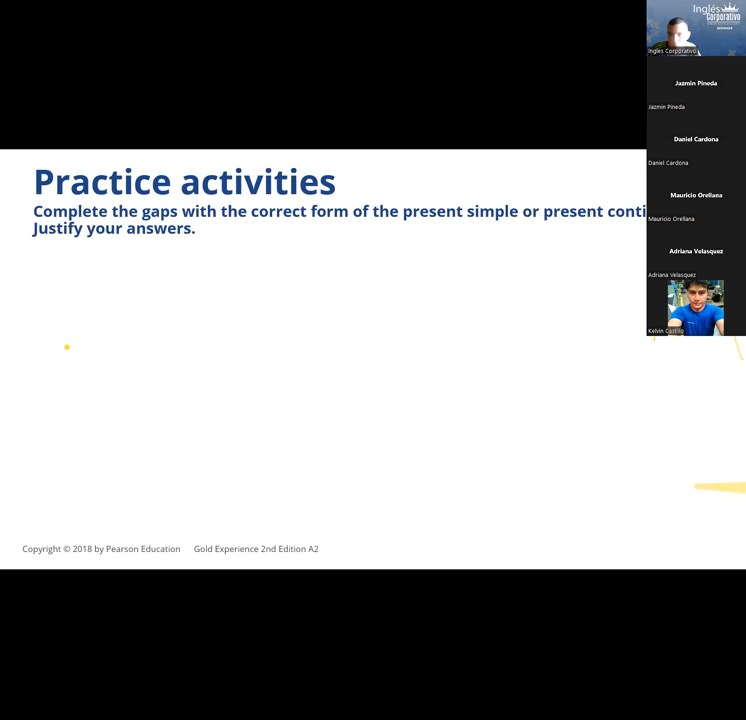 Inglés
Corporativo
Ingles Corporativo
Jazmin Pineda
Jazmin Pineda
Daniel Cardona
Daniel Cardona
Mauricio Orellana
Mauricio Orellana
Adriana Velasquez
Adriana Velasquez
Kelvin Castillo
Practice activities
Complete the gaps with the correct form of the present simple or present conti
Justify your answers.
Copyright © 2018 by Pearson Education Gold Experience 2nd Edition A2